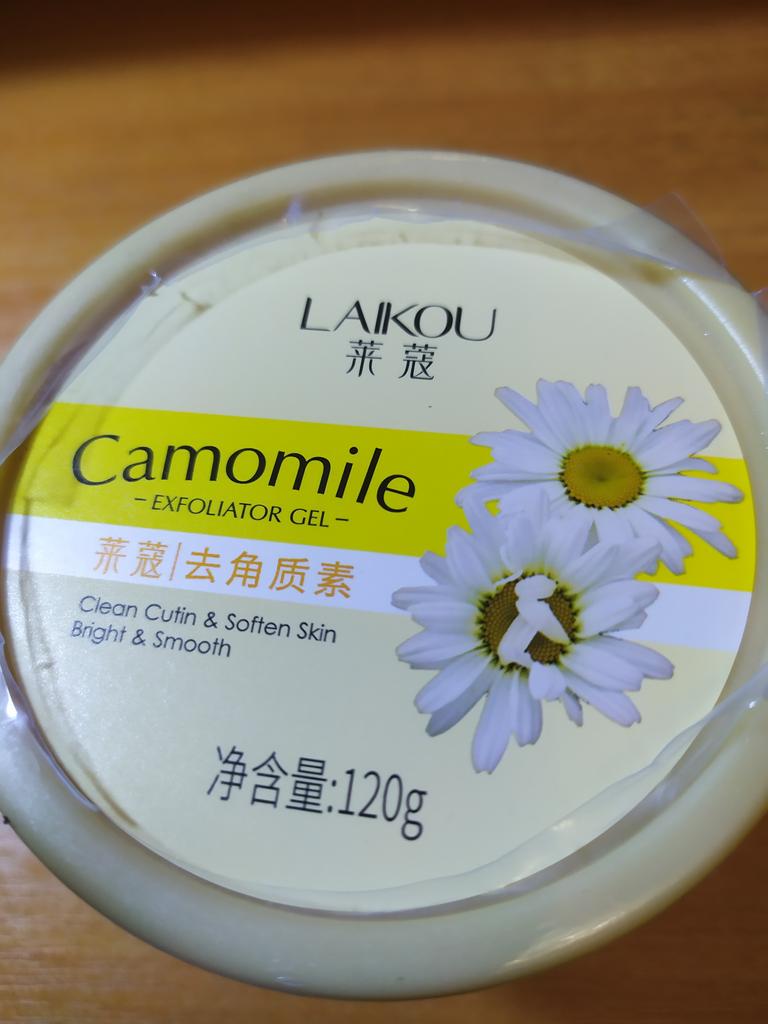 LAIKOU
莱蔻
Camomile
-EXFOLIATOR GEL-
莱蔻|去角质素
Clean Cutin & Soften Skin
Bright & Smooth
净含量:120g